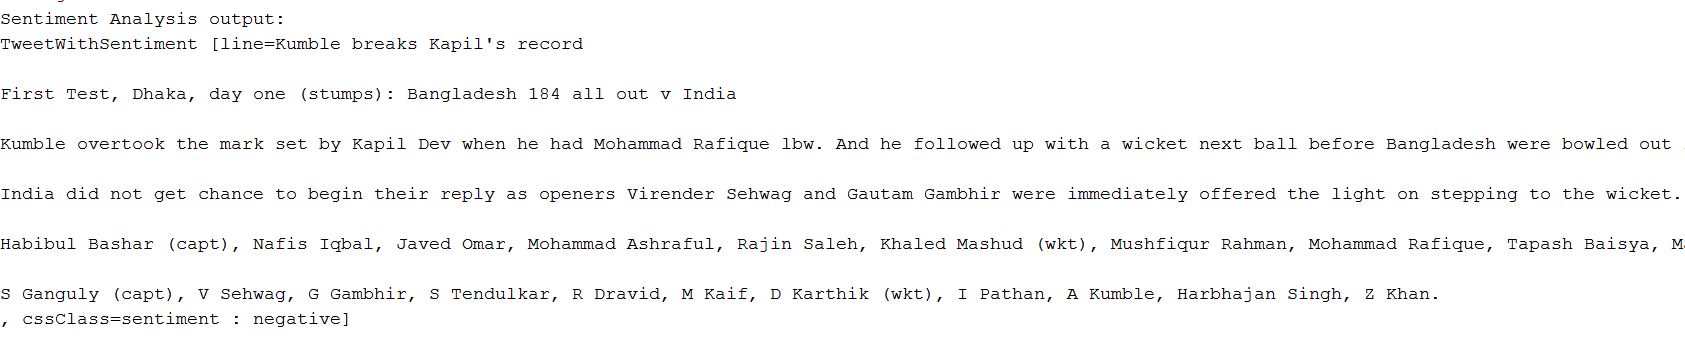 Sentiment Analysis output:
TweetWithSentiment [line=Kumble breaks Kapil's record
First Test, Dhaka, day one (stumps): Bangladesh 184 all out v India
Kumble overtook the mark set by Kapil Dev when he had Mohammad Rafique lbw. And he followed up with a wicket next ball before Bangladesh were bowled out
India did not get chance to begin their reply as openers Virender Sehwag and Gautam Gambhir were immediately offered the light on stepping to the wicket.
Habibul Bashar (capt), Nafis Iqbal, Javed Omar, Mohammad Ashraful, Rajin Saleh, Khaled Mashud (wkt), Mushfiqur Rahman, Mohammad Rafique, Tapash Baisya,
S Ganguly (capt), V Sehwag, G Gambhir, S Tendulkar, R Dravid, M Kaif, D Karthik (wkt), I Pathan, A Kumble, Harbhajan Singh, Z Khan.
, cssClass=sentiment : negative]